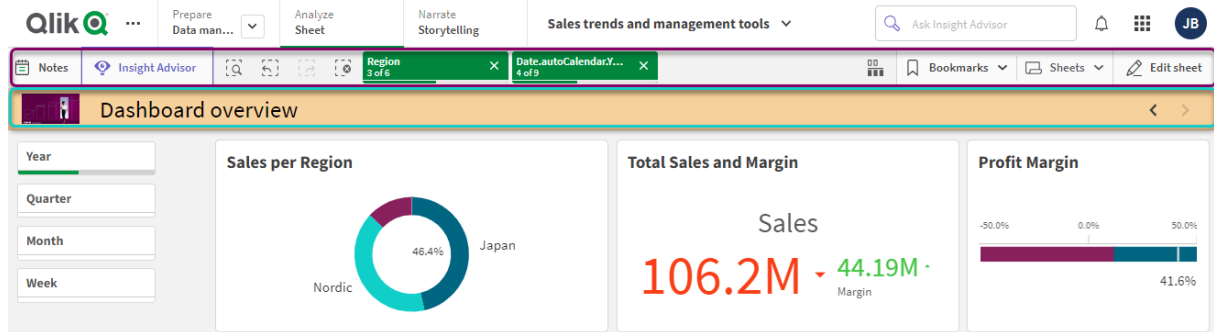 Qlik
Prepare
Data man...
Analyze
Sheet
Narrate
Storytelling
Sales trends and management tools
Ask Insight Advisor
JB
Notes
Insight Advisor
Region
3 of 6
Date.autoCalendar.Y...
4 of 9
Bookmarks
Sheets
Edit sheet
Dashboard overview
Year
Quarter
Month
Week
Sales per Region
46.4%
Japan
Nordic
Total Sales and Margin
Sales
106.2M
44.19M
Margin
Profit Margin
-50.0% 0.0% 50.0%
41.6%